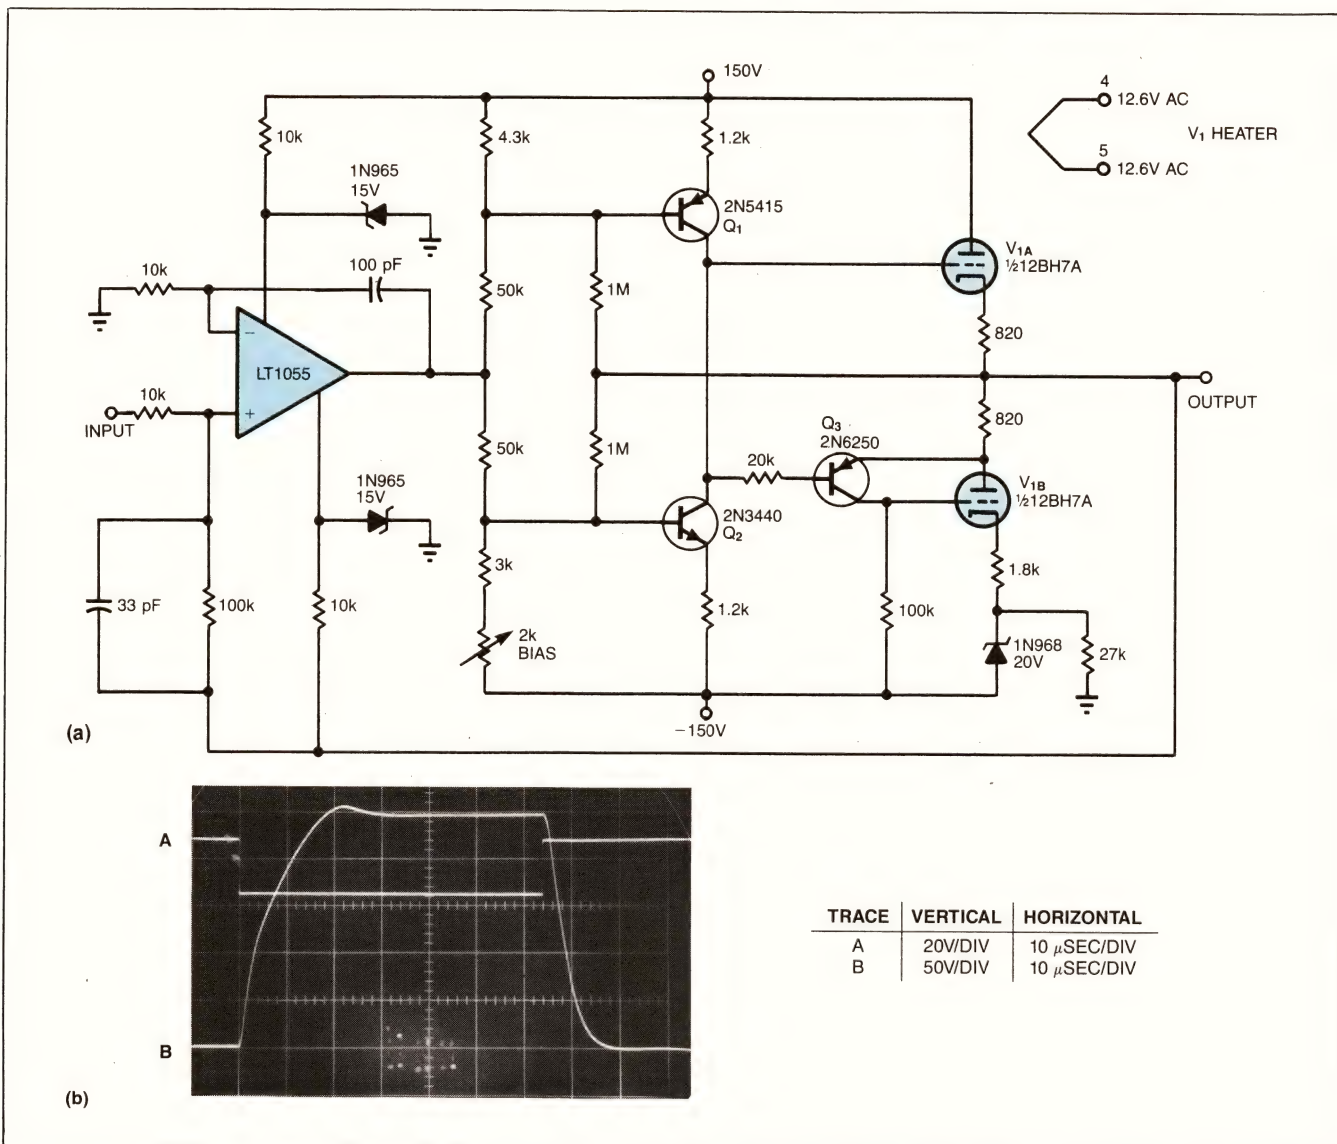 150V
4
12.6V AC
V1 HEATER
5
12.6V AC
10k
4.3k
1.2k
1N965
15V
2N5415
Q1
V1A
½12BH7A
10k
100 pF
50k
1M
820
−
LT1055
10k
+
INPUT
OUTPUT
50k
1M
820
Q3
2N6250
20k
V1B
½12BH7A
1N965
15V
2N3440
Q2
3k
1.8k
33 pF
100k
10k
2k
BIAS
1.2k
100k
1N968
20V
27k
−150V
(a)
A
B
(b)
TRACE VERTICAL HORIZONTAL
A 20V/DIV 10 μSEC/DIV
B 50V/DIV 10 μSEC/DIV